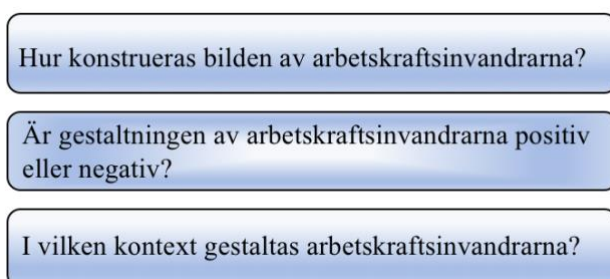 Hur konstrueras bilden av arbetskraftsinvandrarna?
Är gestaltningen av arbetskraftsinvandrarna positiv
eller negativ?
I vilken kontext gestaltas arbetskraftsinvandrarna?